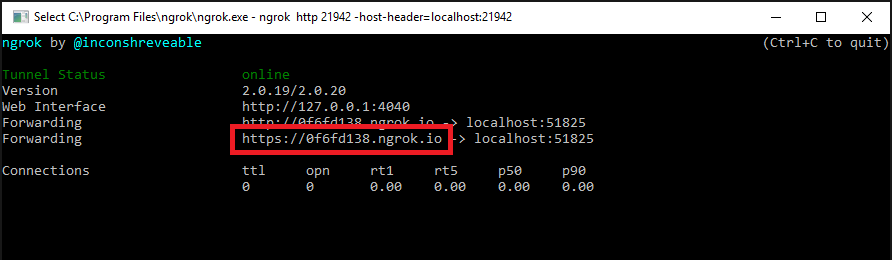 Select C:\Program Files\ngrok\ngrok.exe - ngrok  http 21942 -host-header=localhost:21942
ngrok by @inconshreveable (Ctrl+C to quit)
Tunnel Status online
Version 2.0.19/2.0.20
Web Interface http://127.0.0.1:4040
Forwarding http://0f6fd138.ngrok.io -> localhost:51825
Forwarding https://0f6fd138.ngrok.io -> localhost:51825
Connections ttl opn rt1 rt5 p50 p90
0 0 0.00 0.00 0.00 0.00